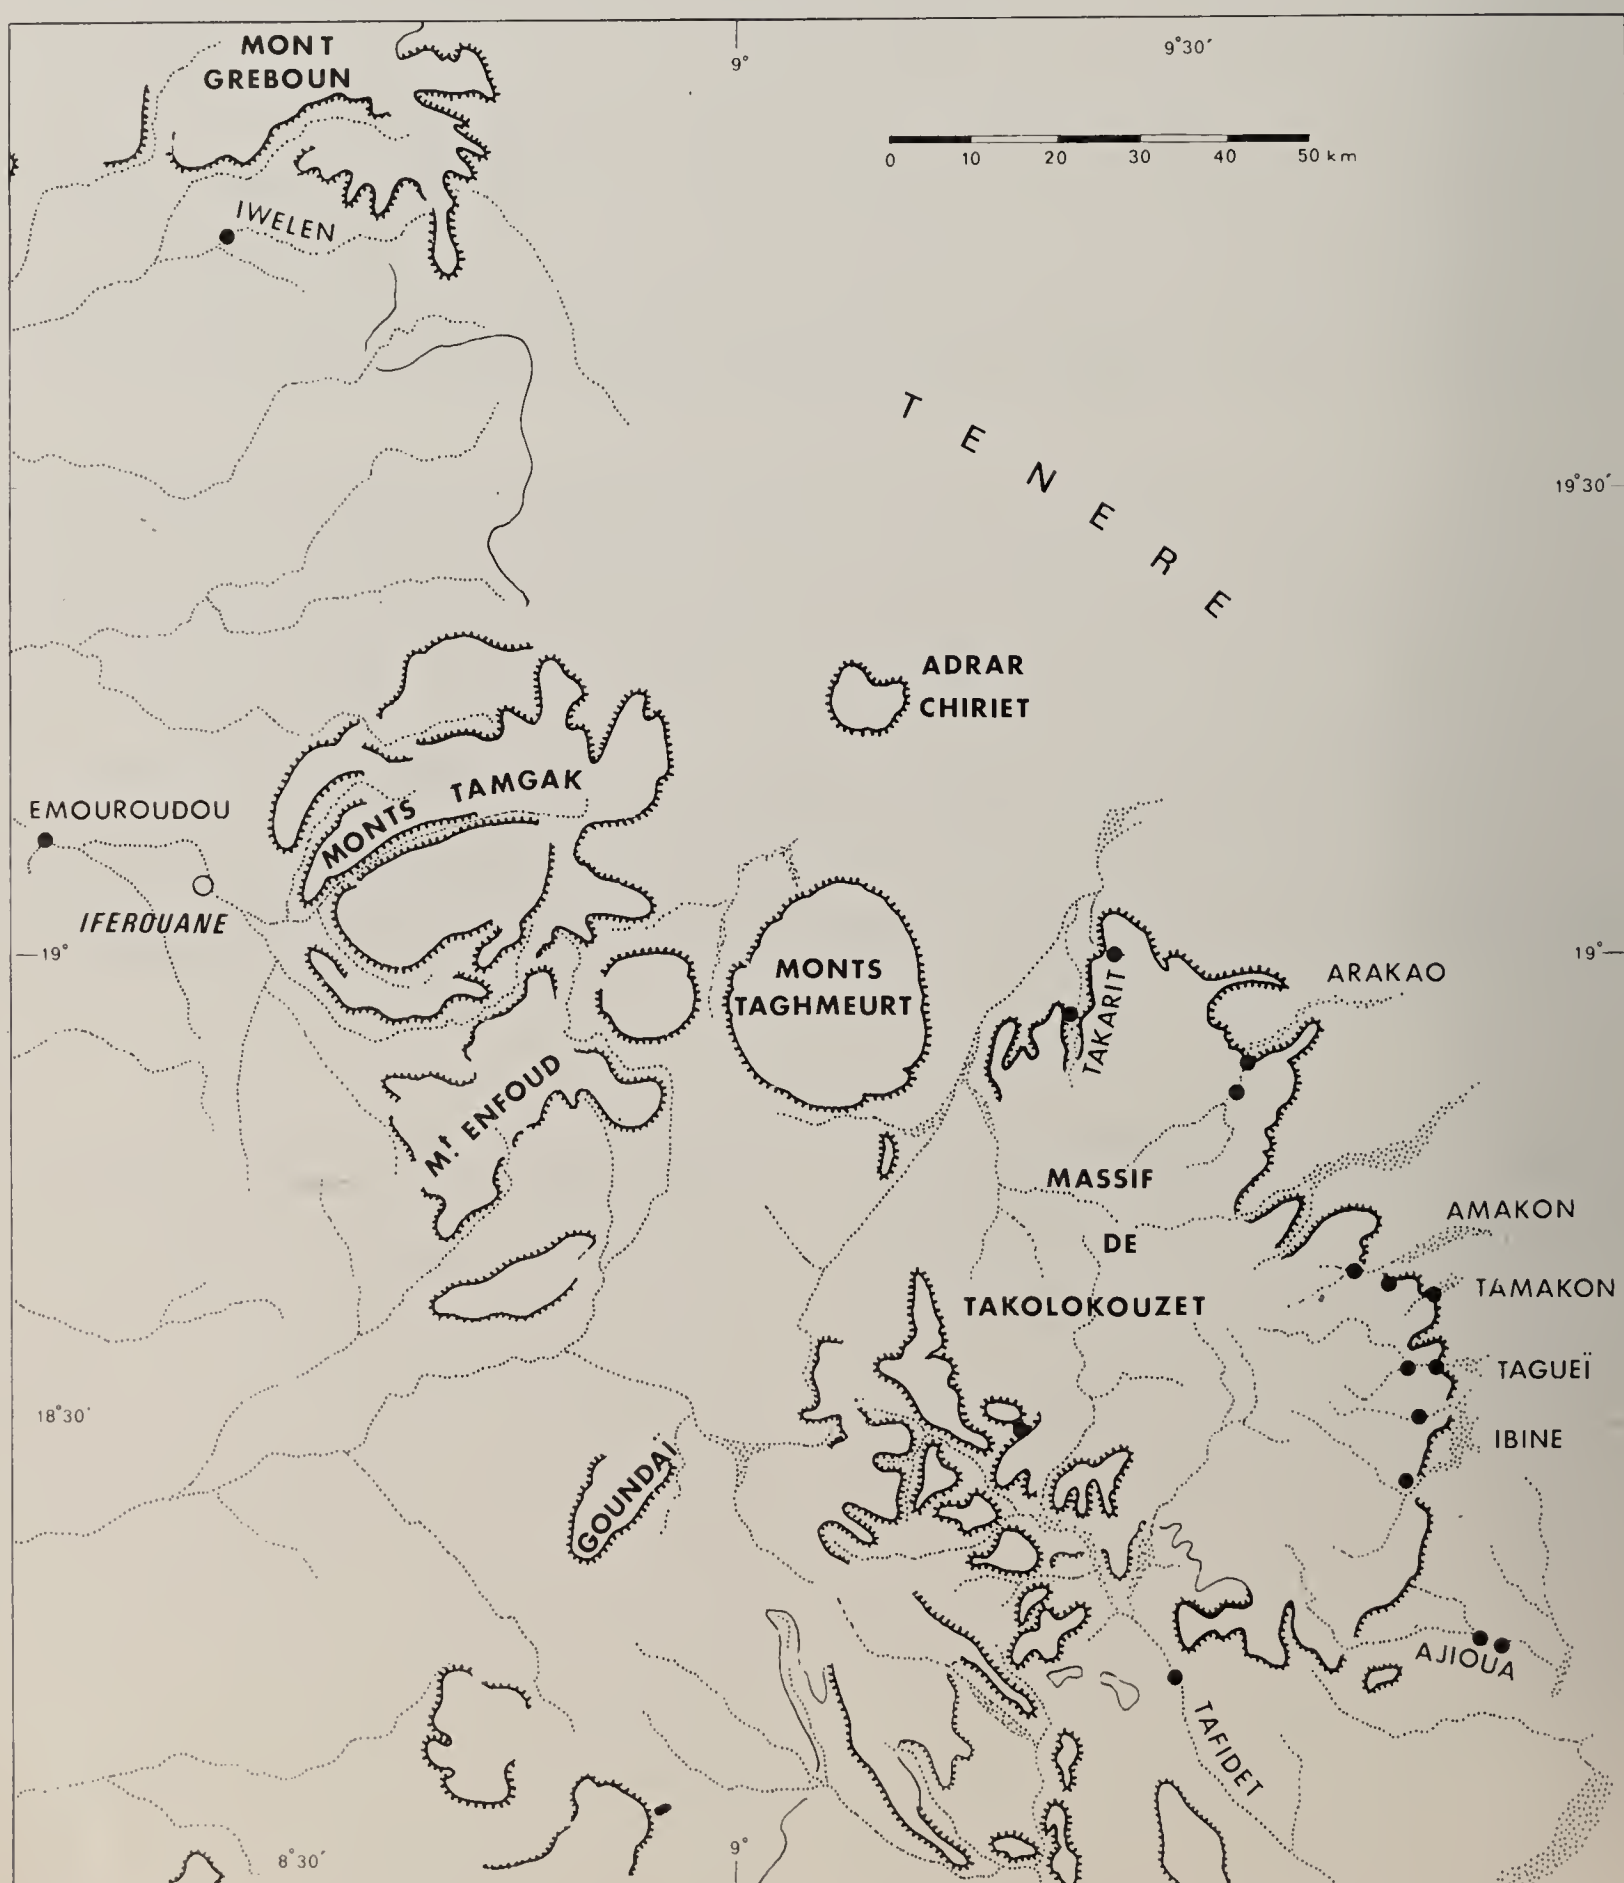 MONT
GREBOUN
9°
9°30′
0 10 20 30 40 50 km
IWELEN
TENERE
19°30′
ADRAR
CHIRIET
MONTS TAMGAK
EMOUROUDOU
IFEROUANE
19°
19°
MONTS
TAGHMEURT
TAKARIT
ARAKAO
Mt ENFOUD
MASSIF
DE
TAKOLOKOUZET
AMAKON
TAMAKON
TAGUEÏ
18°30′
IBINE
GOUNDAÏ
AJIOUA
TAFIDET
8°30′
9°